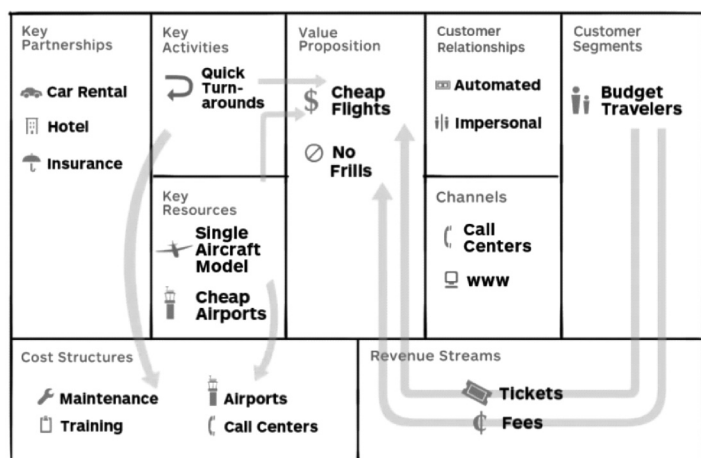 Key
Partnerships
Car Rental
Hotel
Insurance
Key
Activities
Quick
Turn-
arounds
Key
Resources
Single
Aircraft
Model
Cheap
Airports
Value
Proposition
$ Cheap
Flights
No
Frills
Customer
Relationships
Automated
Impersonal
Channels
Call
Centers
www
Customer
Segments
Budget
Travelers
Cost Structures
Maintenance
Training
Airports
Call Centers
Revenue Streams
Tickets
¢ Fees